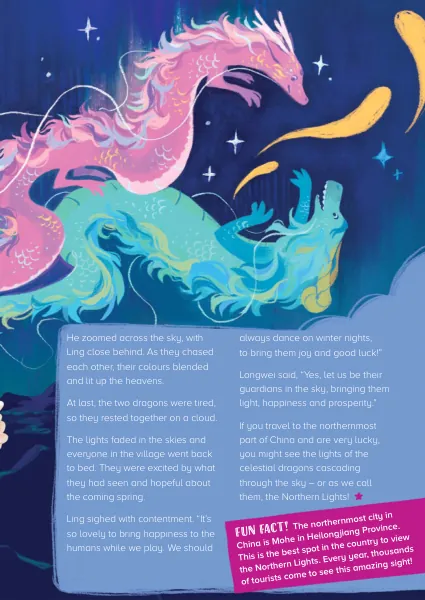 He zoomed across the sky, with
Ling close behind. As they chased
each other, their colours blended
and lit up the heavens.
At last, the two dragons were tired,
so they rested together on a cloud.
The lights faded in the skies and
everyone in the village went back
to bed. They were excited by what
they had seen and hopeful about
the coming spring.
Ling sighed with contentment. “It’s
so lovely to bring happiness to the
humans while we play. We should
always dance on winter nights,
to bring them joy and good luck!”
Longwei said, “Yes, let us be their
guardians in the sky, bringing them
light, happiness and prosperity.”
If you travel to the northernmost
part of China and are very lucky,
you might see the lights of the
celestial dragons cascading
through the sky – or as we call
them, the Northern Lights!
FUN FACT! The northernmost city in
China is Mohe in Heilongjiang Province.
This is the best spot in the country to view
the Northern Lights. Every year, thousands
of tourists come to see this amazing sight!